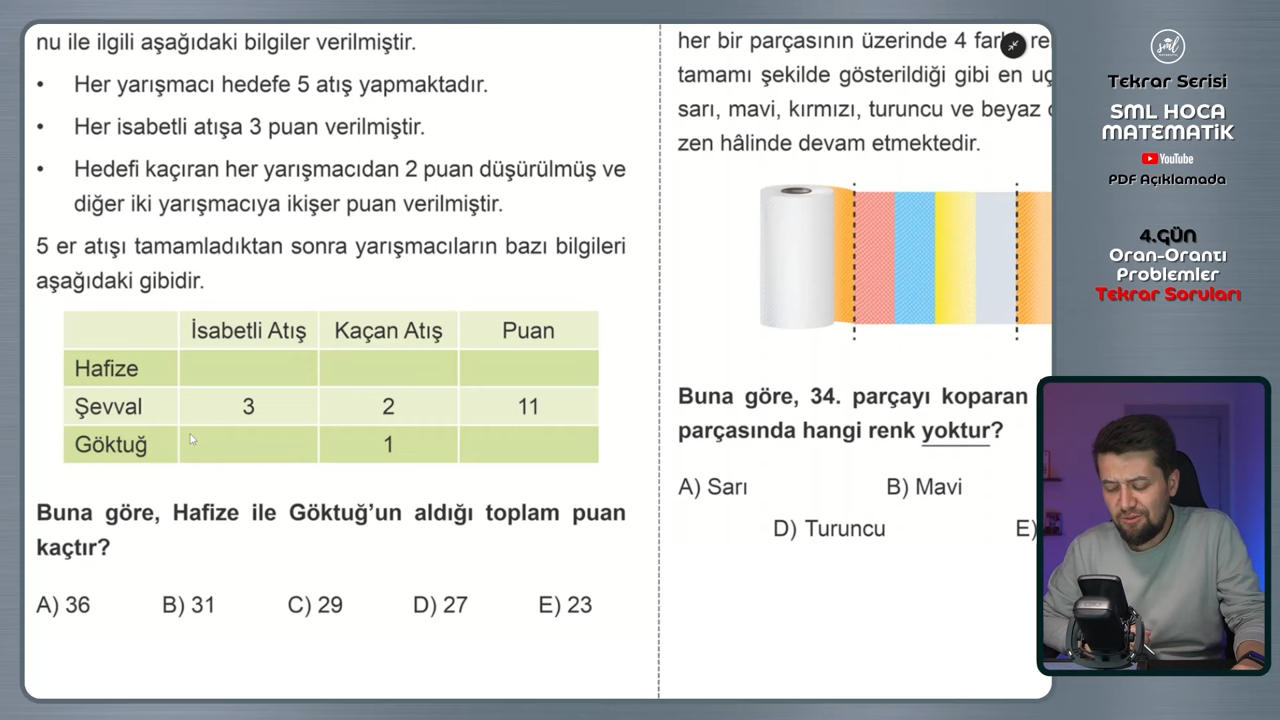 nu ile ilgili aşağıdaki bilgiler verilmiştir.
• Her yarışmacı hedefe 5 atış yapmaktadır.
• Her isabetli atışa 3 puan verilmiştir.
• Hedefi kaçıran her yarışmacıdan 2 puan düşürülmüş ve
diğer iki yarışmacıya ikişer puan verilmiştir.
5 er atışı tamamladıktan sonra yarışmacıların bazı bilgileri
aşağıdaki gibidir.
İsabetli Atış Kaçan Atış Puan
Hafize
Şevval 3 2 11
Göktuğ 1
Buna göre, Hafize ile Göktuğ’un aldığı toplam puan
kaçtır?
A) 36 B) 31 C) 29 D) 27 E) 23
her bir parçasının üzerinde 4
tamamı şekilde gösterildiği gibi en
sarı, mavi, kırmızı, turuncu ve beyaz
zen hâlinde devam etmektedir.
Buna göre, 34. parçayı koparan
parçasında hangi renk yoktur?
A) Sarı B) Mavi
D) Turuncu E)
sml
Tekrar Serisi
SML HOCA
MATEMATİK
YouTube
PDF Açıklamada
4.GÜN
Oran-Orantı
Problemler
Tekrar Soruları